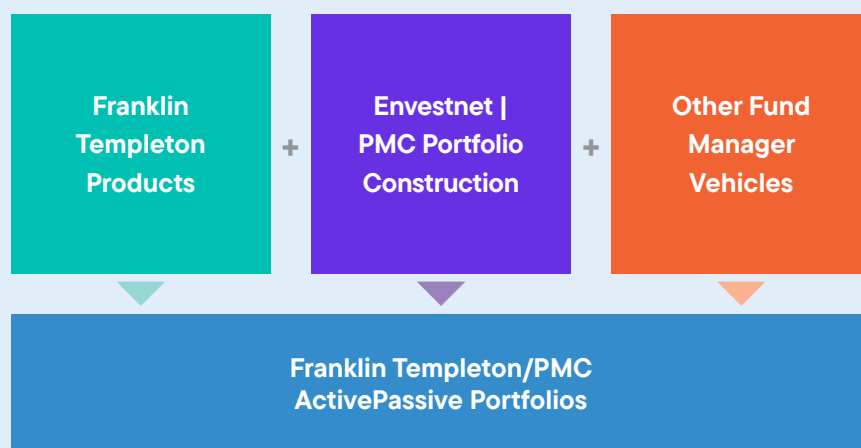 Franklin
Templeton
Products
+
Envestnet |
PMC Portfolio
Construction
+
Other Fund
Manager
Vehicles
Franklin Templeton/PMC
ActivePassive Portfolios